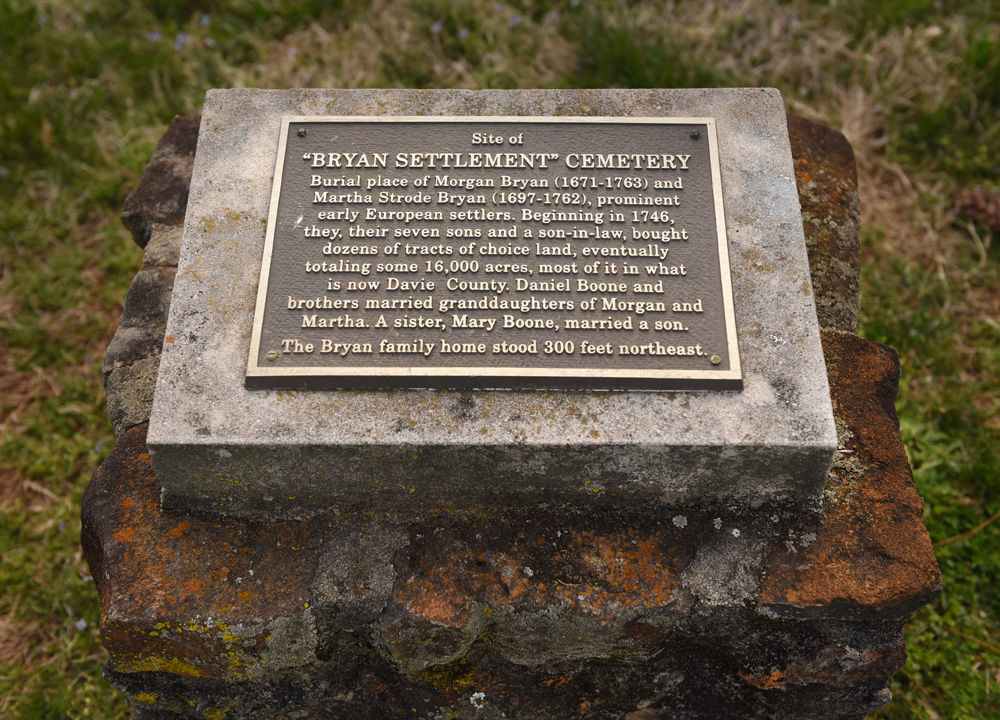 Site of
“BRYAN SETTLEMENT” CEMETERY
Burial place of Morgan Bryan (1671-1763) and
Martha Strode Bryan (1697-1762), prominent
early European settlers. Beginning in 1746,
they, their seven sons and a son-in-law, bought
dozens of tracts of choice land, eventually
totaling some 16,000 acres, most of it in what
is now Davie County. Daniel Boone and
brothers married granddaughters of Morgan and
Martha. A sister, Mary Boone, married a son.
The Bryan family home stood 300 feet northeast.